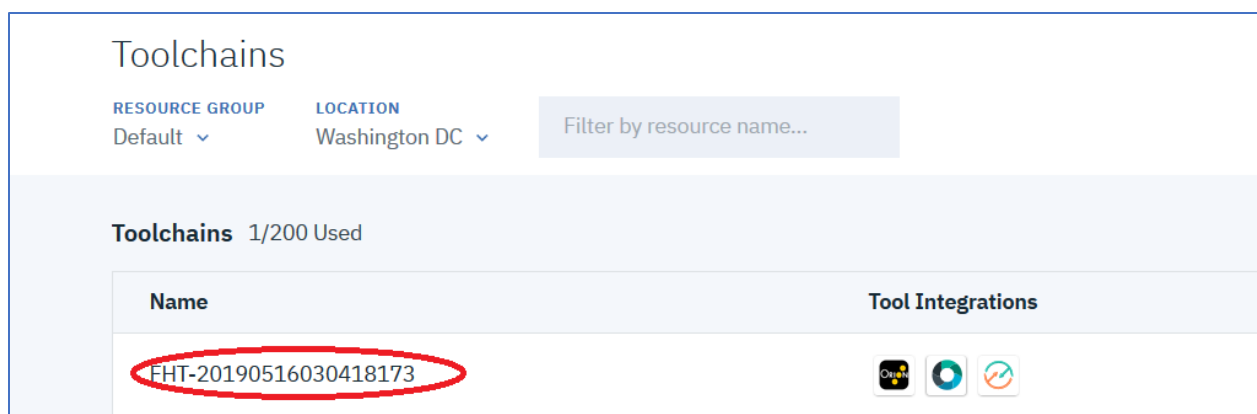 Toolchains
RESOURCE GROUP LOCATION
Default Washington DC Filter by resource name...
Toolchains 1/200 Used
Name Tool Integrations
FHT-20190516030418173 ORION